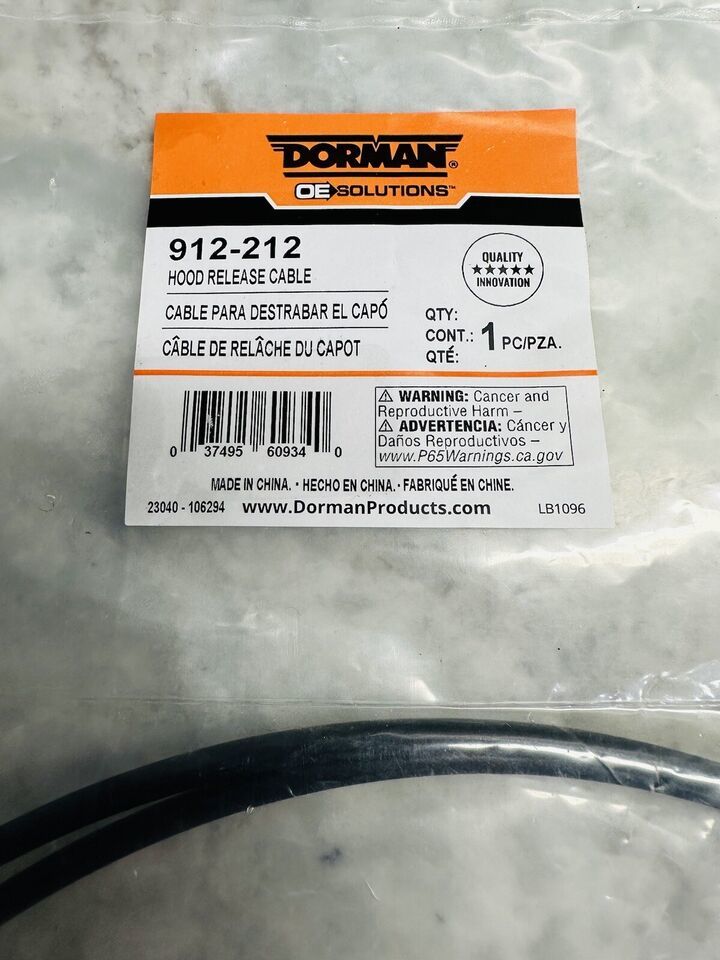 DORMAN®
OE SOLUTIONS™
912-212
HOOD RELEASE CABLE
CABLE PARA DESTRABAR EL CAPÓ
CÂBLE DE RELÂCHE DU CAPOT
QUALITY
★★★★★
INNOVATION
QTY:
CONT.: 1 PC/PZA.
QTÉ:
0 37495 60934 0
⚠ WARNING: Cancer and
Reproductive Harm –
⚠ ADVERTENCIA: Cáncer y
Daños Reproductivos –
www.P65Warnings.ca.gov
MADE IN CHINA. • HECHO EN CHINA. • FABRIQUÉ EN CHINE.
23040 - 106294 www.DormanProducts.com LB1096